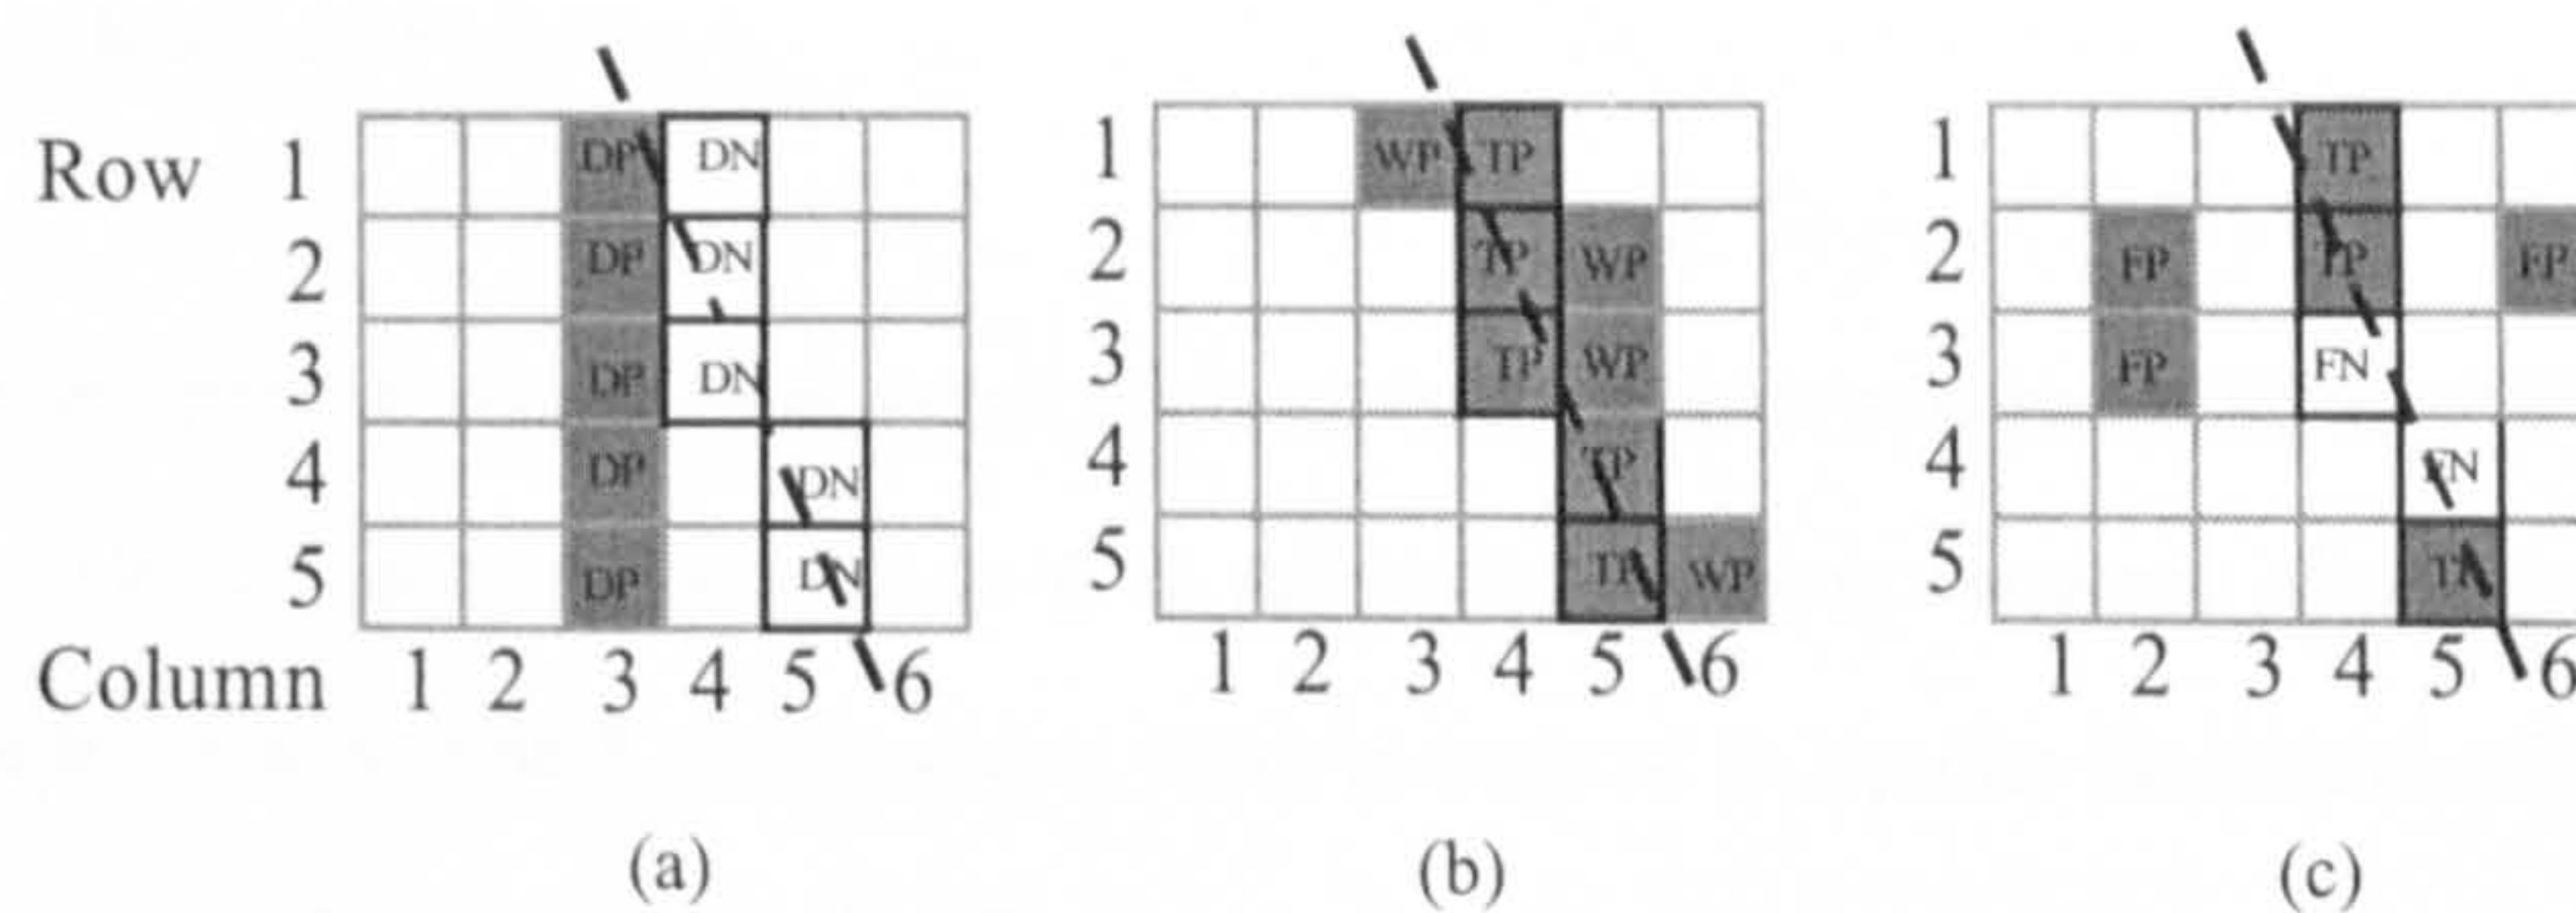 Row 1 DP DN 1 WP TP 1 TP
2 DP DN 2 TP WP 2 FP TP FP
3 DP DN 3 TP WP 3 FP FN
4 DP DN 4 TP 4 FN
5 DP DN 5 TP WP 5
Column 1 2 3 4 5 6 1 2 3 4 5 6 1 2 3 4 5 6
(a) (b) (c)